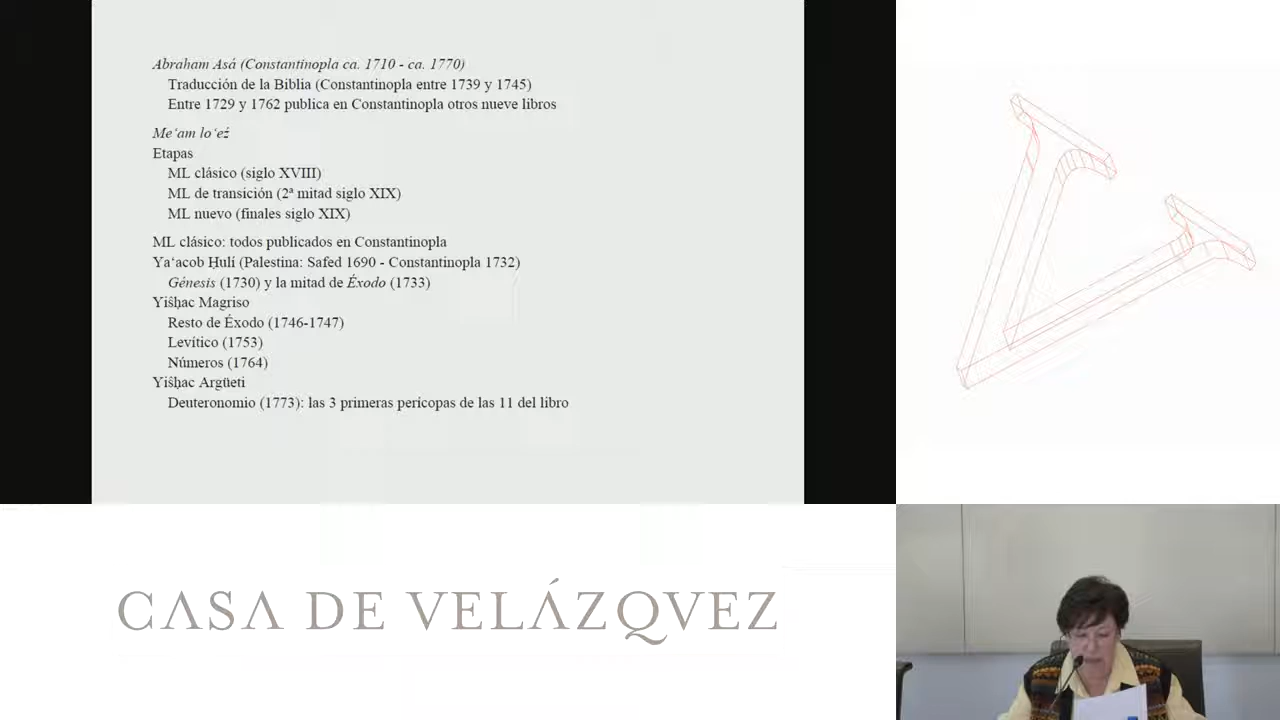 Abraham Asá (Constantinopla ca. 1710 - ca. 1770)
Traducción de la Biblia (Constantinopla entre 1739 y 1745)
Entre 1729 y 1762 publica en Constantinopla otros nueve libros
Me‘am lo‘eź
Etapas
ML clásico (siglo XVIII)
ML de transición (2ª mitad siglo XIX)
ML nuevo (finales siglo XIX)
ML clásico: todos publicados en Constantinopla
Ya‘acob Ḥulí (Palestina: Safed 1690 - Constantinopla 1732)
Génesis (1730) y la mitad de Éxodo (1733)
Yiŝḥac Magriso
Resto de Éxodo (1746-1747)
Levítico (1753)
Números (1764)
Yiŝḥac Argüeti
Deuteronomio (1773): las 3 primeras perícopas de las 11 del libro
CASA DE VELÁZQVEZ